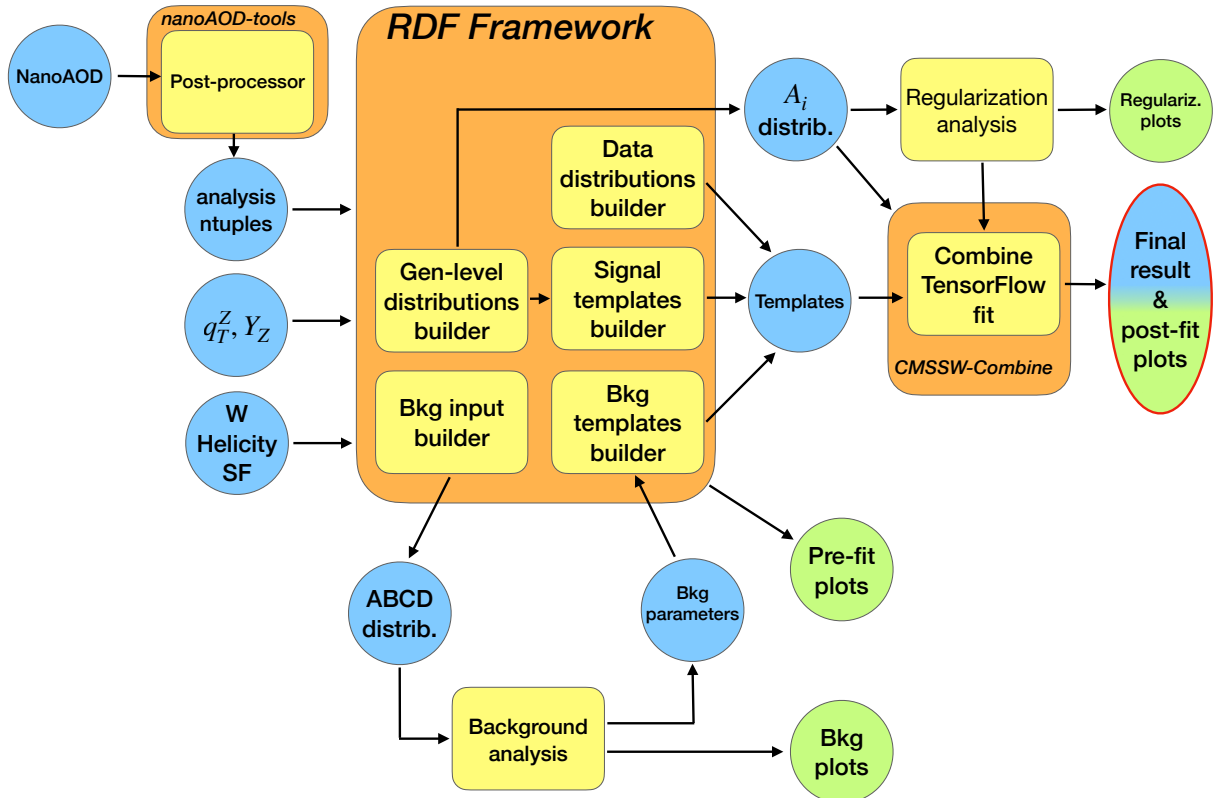 nanoAOD-tools
NanoAOD
Post-processor
analysis
ntuples
q_T^Z, Y_Z
W
Helicity
SF
RDF Framework
Data
distributions
builder
Gen-level
distributions
builder
Signal
templates
builder
Bkg input
builder
Bkg
templates
builder
A_i
distrib.
Regularization
analysis
Regulariz.
plots
Templates
Combine
TensorFlow
fit
CMSSW-Combine
Final
result
&
post-fit
plots
Pre-fit
plots
ABCD
distrib.
Bkg
parameters
Background
analysis
Bkg
plots